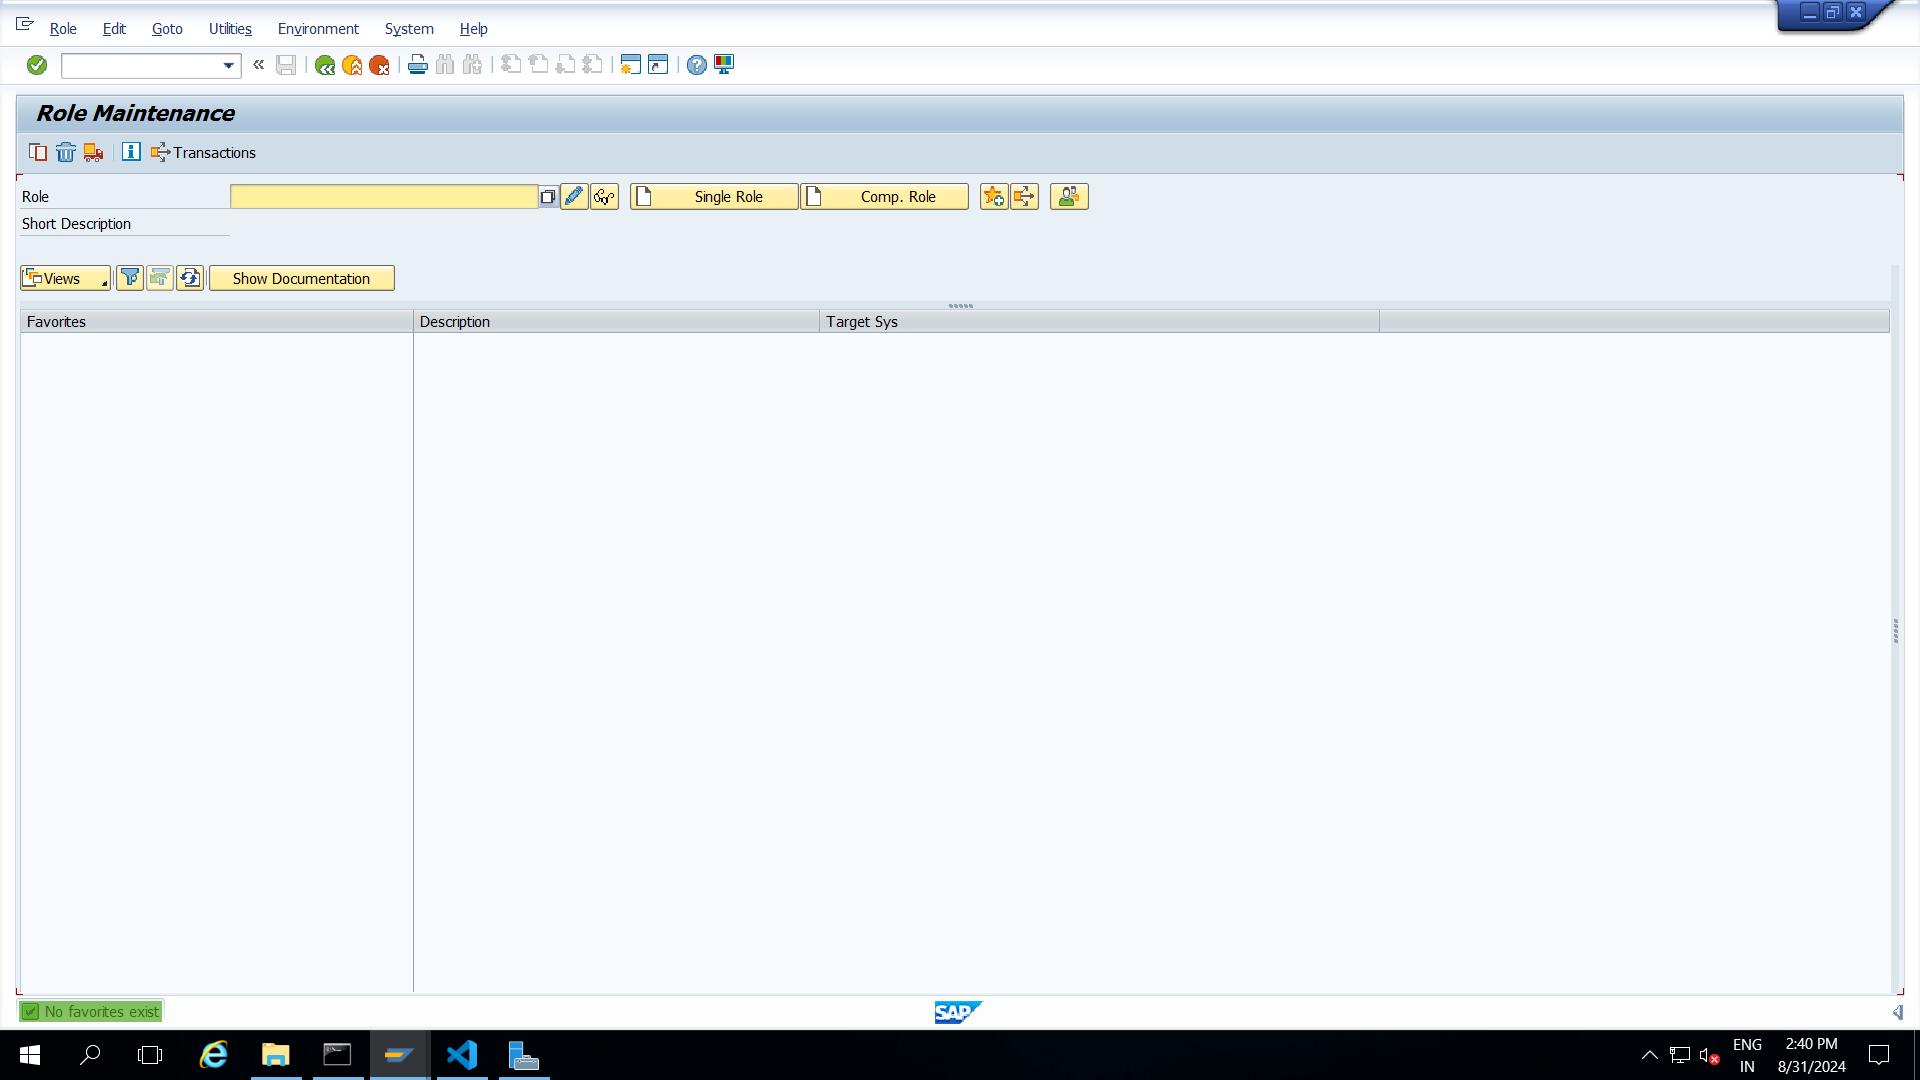 Role Edit Goto Utilities Environment System Help
Role Maintenance
Transactions
Role Single Role Comp. Role
Short Description
Views Show Documentation
Favorites Description Target Sys
No favorites exist
SAP
ENG 2:40 PM
IN 8/31/2024